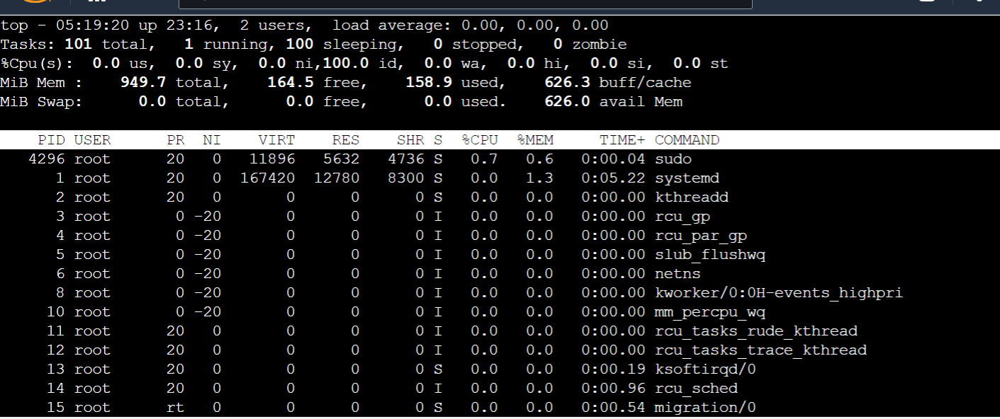 top - 05:19:20 up 23:16,  2 users,  load average: 0.00, 0.00, 0.00
Tasks: 101 total,   1 running, 100 sleeping,   0 stopped,   0 zombie
%Cpu(s):  0.0 us,  0.0 sy,  0.0 ni,100.0 id,  0.0 wa,  0.0 hi,  0.0 si,  0.0 st
MiB Mem :    949.7 total,    164.5 free,    158.9 used,    626.3 buff/cache
MiB Swap:      0.0 total,      0.0 free,      0.0 used.    626.0 avail Mem
    PID USER      PR  NI    VIRT    RES    SHR S  %CPU  %MEM     TIME+ COMMAND
   4296 root      20   0   11896   5632   4736 S   0.7   0.6   0:00.04 sudo
      1 root      20   0  167420  12780   8300 S   0.0   1.3   0:05.22 systemd
      2 root      20   0       0      0      0 S   0.0   0.0   0:00.00 kthreadd
      3 root       0 -20       0      0      0 I   0.0   0.0   0:00.00 rcu_gp
      4 root       0 -20       0      0      0 I   0.0   0.0   0:00.00 rcu_par_gp
      5 root       0 -20       0      0      0 I   0.0   0.0   0:00.00 slub_flushwq
      6 root       0 -20       0      0      0 I   0.0   0.0   0:00.00 netns
      8 root       0 -20       0      0      0 I   0.0   0.0   0:00.00 kworker/0:0H-events_highpri
     10 root       0 -20       0      0      0 I   0.0   0.0   0:00.00 mm_percpu_wq
     11 root      20   0       0      0      0 I   0.0   0.0   0:00.00 rcu_tasks_rude_kthread
     12 root      20   0       0      0      0 I   0.0   0.0   0:00.00 rcu_tasks_trace_kthread
     13 root      20   0       0      0      0 S   0.0   0.0   0:00.19 ksoftirqd/0
     14 root      20   0       0      0      0 I   0.0   0.0   0:00.96 rcu_sched
     15 root      rt   0       0      0      0 S   0.0   0.0   0:00.54 migration/0